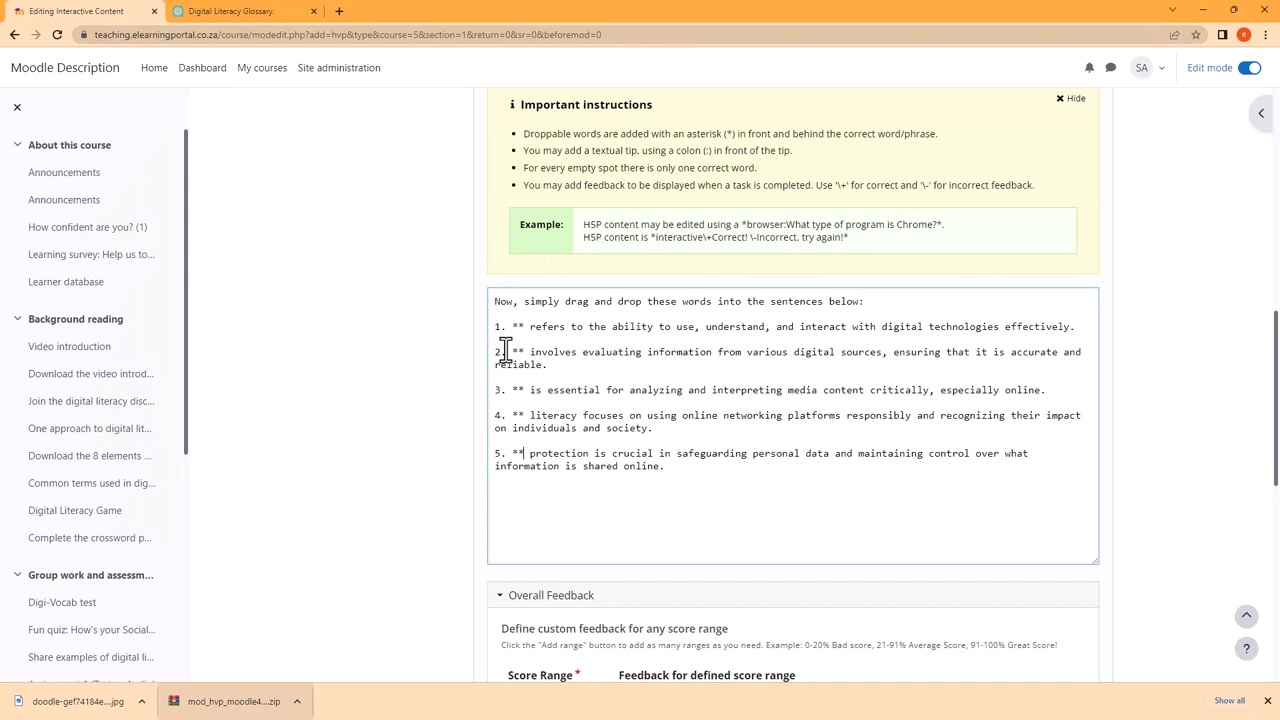 Editing Interactive Content
Digital Literacy Glossary.
teaching.elearningportal.co.za/course/modedit.php?add=hvp&type&course=5&section=1&return=0&sr=0&beforemod=0
Moodle Description
Home
Dashboard
My courses
Site administration
SA
Edit mode
About this course
Announcements
Announcements
How confident are you? (1)
Learning survey: Help us to...
Learner database
Background reading
Video introduction
Download the video introd...
Join the digital literacy disc...
One approach to digital lit...
Download the 8 elements ...
Common terms used in dig...
Digital Literacy Game
Complete the crossword p...
Group work and assessm...
Digi-Vocab test
Fun quiz: How's your Social...
Share examples of digital li...
Important instructions
Hide
Droppable words are added with an asterisk (*) in front and behind the correct word/phrase.
You may add a textual tip, using a colon (:) in front of the tip.
For every empty spot there is only one correct word.
You may add feedback to be displayed when a task is completed. Use '\+' for correct and '\-' for incorrect feedback.
Example:
H5P content may be edited using a *browser:What type of program is Chrome?*.
H5P content is *interactive\+Correct! \-Incorrect, try again!*
Now, simply drag and drop these words into the sentences below:
1. ** refers to the ability to use, understand, and interact with digital technologies effectively.
2. ** involves evaluating information from various digital sources, ensuring that it is accurate and
reliable.
3. ** is essential for analyzing and interpreting media content critically, especially online.
4. ** literacy focuses on using online networking platforms responsibly and recognizing their impact
on individuals and society.
5. ** protection is crucial in safeguarding personal data and maintaining control over what
information is shared online.
Overall Feedback
Define custom feedback for any score range
Click the "Add range" button to add as many ranges as you need. Example: 0-20% Bad score, 21-91% Average Score, 91-100% Great Score!
Score Range *
Feedback for defined score range
doodle-gef74184e....jpg
mod_hvp_moodle4....zip
Show all